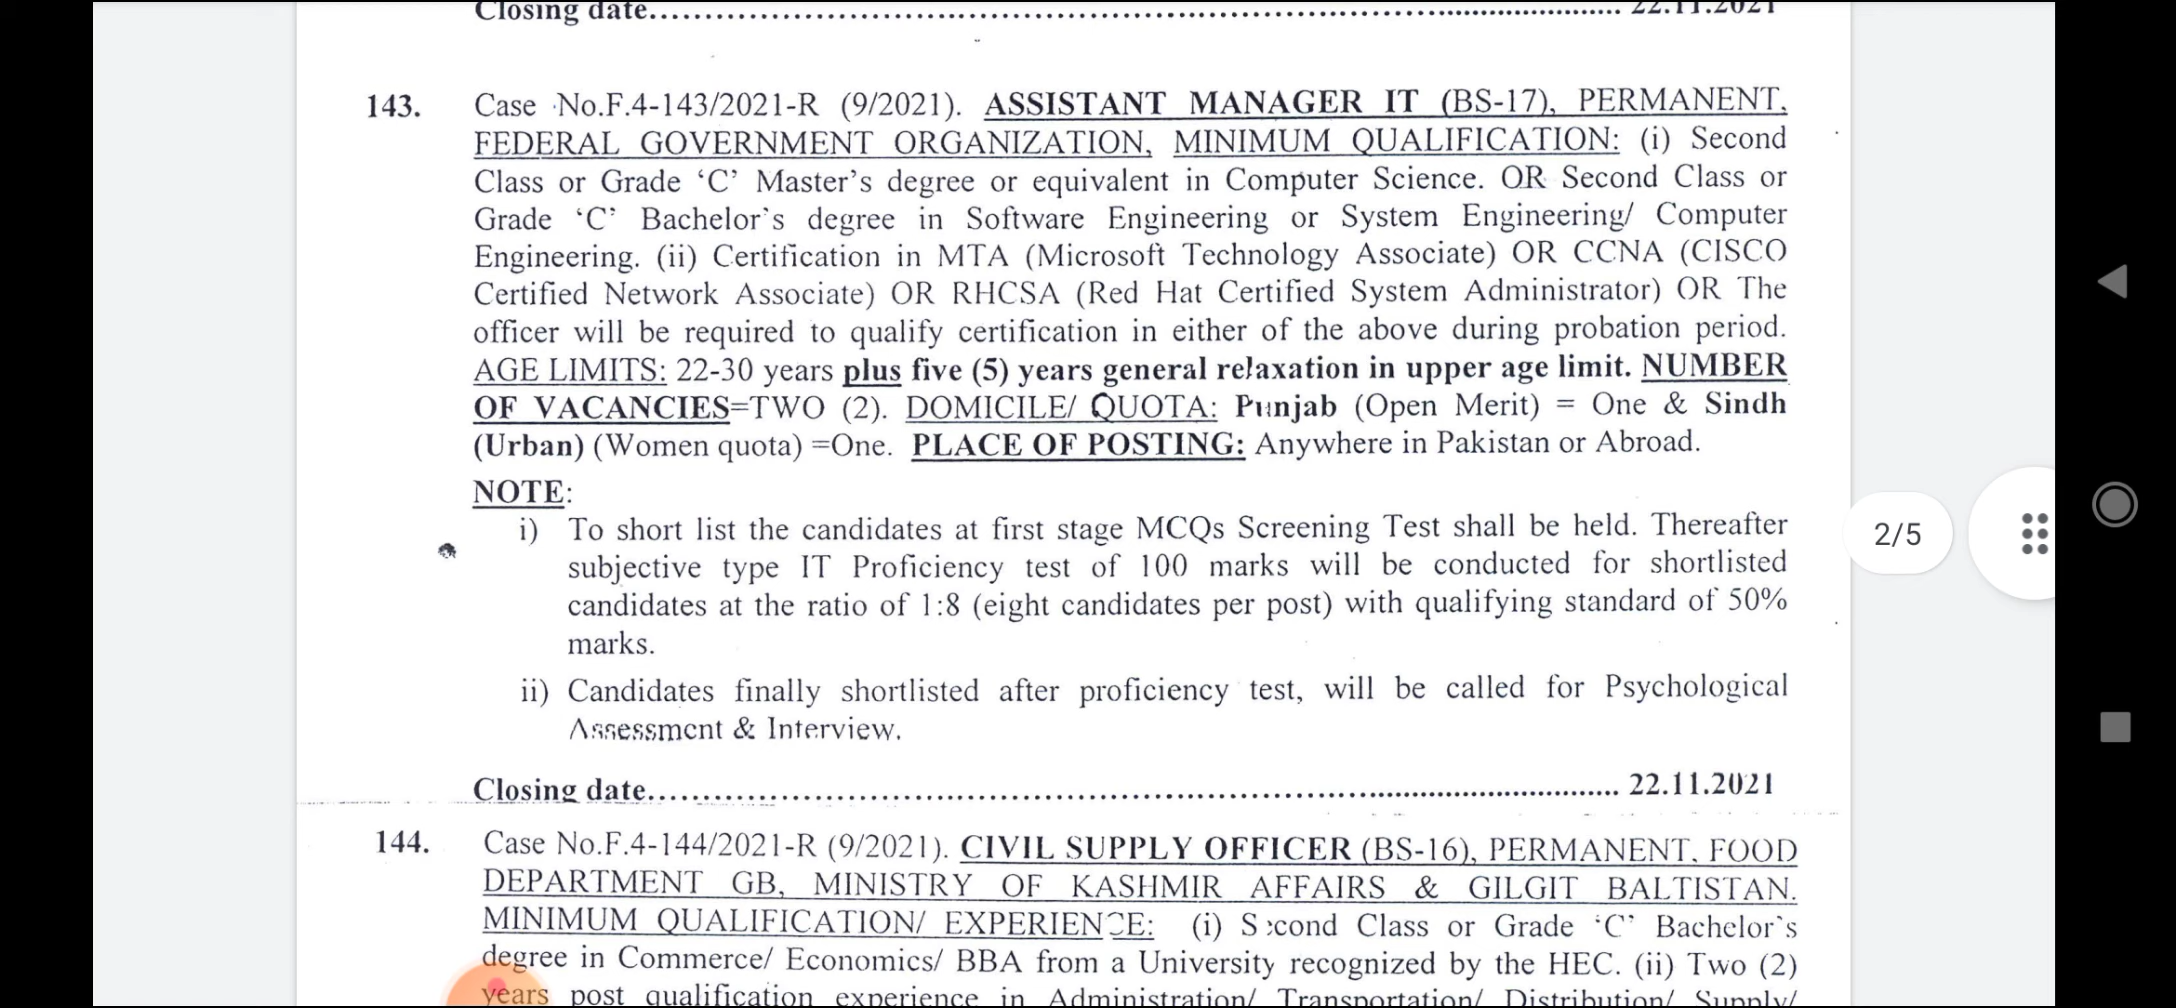 Closing date........................................................................................................ 22.11.2021
143. Case No.F.4-143/2021-R (9/2021). ASSISTANT MANAGER IT (BS-17), PERMANENT,
FEDERAL GOVERNMENT ORGANIZATION, MINIMUM QUALIFICATION: (i) Second
Class or Grade ‘C’ Master’s degree or equivalent in Computer Science. OR Second Class or
Grade ‘C’ Bachelor’s degree in Software Engineering or System Engineering/ Computer
Engineering. (ii) Certification in MTA (Microsoft Technology Associate) OR CCNA (CISCO
Certified Network Associate) OR RHCSA (Red Hat Certified System Administrator) OR The
officer will be required to qualify certification in either of the above during probation period.
AGE LIMITS: 22-30 years plus five (5) years general relaxation in upper age limit. NUMBER
OF VACANCIES=TWO (2). DOMICILE/ QUOTA: Punjab (Open Merit) = One & Sindh
(Urban) (Women quota) =One. PLACE OF POSTING: Anywhere in Pakistan or Abroad.
NOTE:
i) To short list the candidates at first stage MCQs Screening Test shall be held. Thereafter
subjective type IT Proficiency test of 100 marks will be conducted for shortlisted
candidates at the ratio of 1:8 (eight candidates per post) with qualifying standard of 50%
marks.
ii) Candidates finally shortlisted after proficiency test, will be called for Psychological
Assessment & Interview.
Closing date........................................................................................................ 22.11.2021
144. Case No.F.4-144/2021-R (9/2021). CIVIL SUPPLY OFFICER (BS-16), PERMANENT, FOOD
DEPARTMENT GB, MINISTRY OF KASHMIR AFFAIRS & GILGIT BALTISTAN.
MINIMUM QUALIFICATION/ EXPERIENCE: (i) Second Class or Grade ‘C’ Bachelor’s
degree in Commerce/ Economics/ BBA from a University recognized by the HEC. (ii) Two (2)
years post qualification experience in Administration/ Transportation/ Distribution/ Supply/
2/5